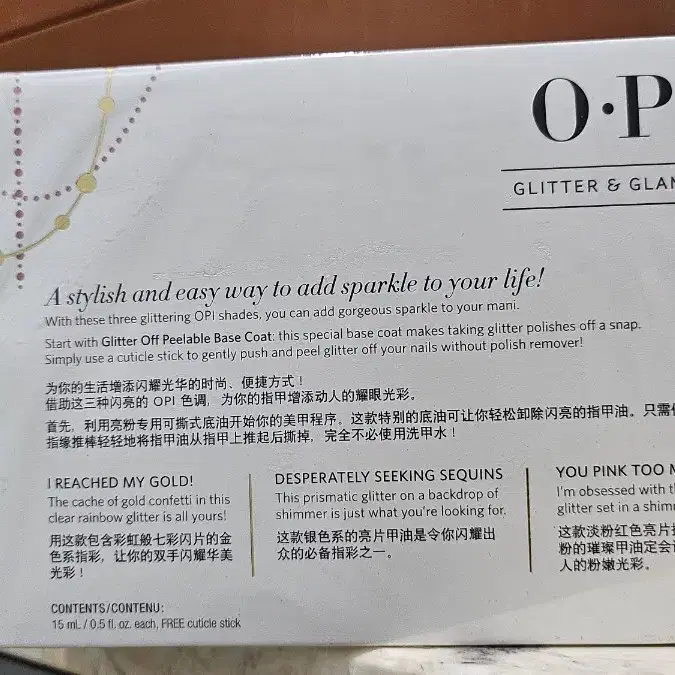 O·P
GLITTER & GLA
A stylish and easy way to add sparkle to your life!
With these three glittering OPI shades, you can add gorgeous sparkle to your mani.
Start with Glitter Off Peelable Base Coat: this special base coat makes taking glitter polishes off a snap.
Simply use a cuticle stick to gently push and peel glitter off your nails without polish remover!
为你的生活增添闪耀光华的时尚、便捷方式！
借助这三种闪亮的 OPI 色调，为你的指甲增添动人的耀眼光彩。
首先，利用亮粉专用可撕式底油开始你的美甲程序。这款特别的底油可让你轻松卸除闪亮的指甲油。只需
指缘推棒轻轻地将指甲油从指甲上推起后撕掉，完全不必使用洗甲水！
I REACHED MY GOLD!
The cache of gold confetti in this
clear rainbow glitter is all yours!
用这款包含彩虹般七彩闪片的金
色系指彩，让你的双手闪耀华美
光彩！
DESPERATELY SEEKING SEQUINS
This prismatic glitter on a backdrop of
shimmer is just what you're looking for.
这款银色系的亮片甲油是令你闪耀出
众的必备指彩之一。
YOU PINK TOO
I'm obsessed with
glitter set in a
这款淡粉红色亮片
粉的璀璨甲油定会
人的粉嫩光彩。
CONTENTS/CONTENU:
15 mL / 0.5 fl. oz. each, FREE cuticle stick